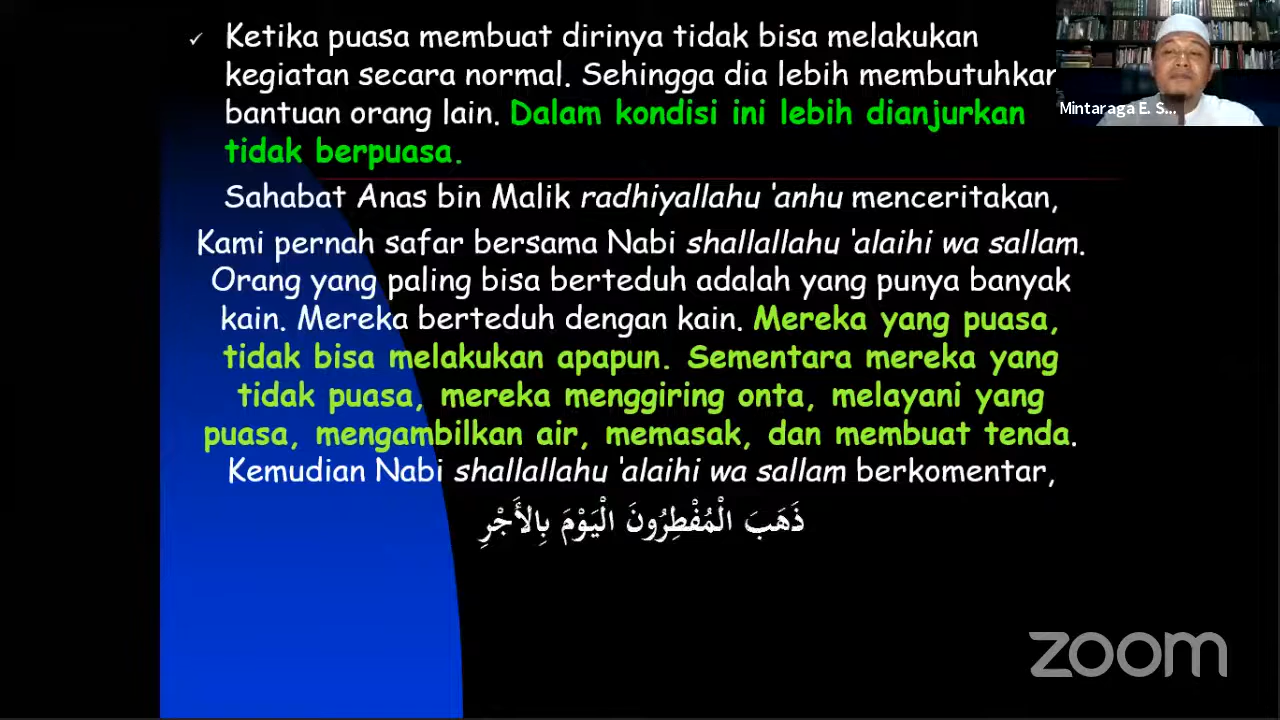 ✓ Ketika puasa membuat dirinya tidak bisa melakukan
kegiatan secara normal. Sehingga dia lebih membutuhkan
bantuan orang lain. Dalam kondisi ini lebih dianjurkan
tidak berpuasa.
Sahabat Anas bin Malik radhiyallahu ‘anhu menceritakan,
Kami pernah safar bersama Nabi shallallahu ‘alaihi wa sallam.
Orang yang paling bisa berteduh adalah yang punya banyak
kain. Mereka berteduh dengan kain. Mereka yang puasa,
tidak bisa melakukan apapun. Sementara mereka yang
tidak puasa, mereka menggiring onta, melayani yang
puasa, mengambilkan air, memasak, dan membuat tenda.
Kemudian Nabi shallallahu ‘alaihi wa sallam berkomentar,
ذَهَبَ الْمُفْطِرُونَ الْيَوْمَ بِالأَجْرِ
Mintaraga E. S...
zoom